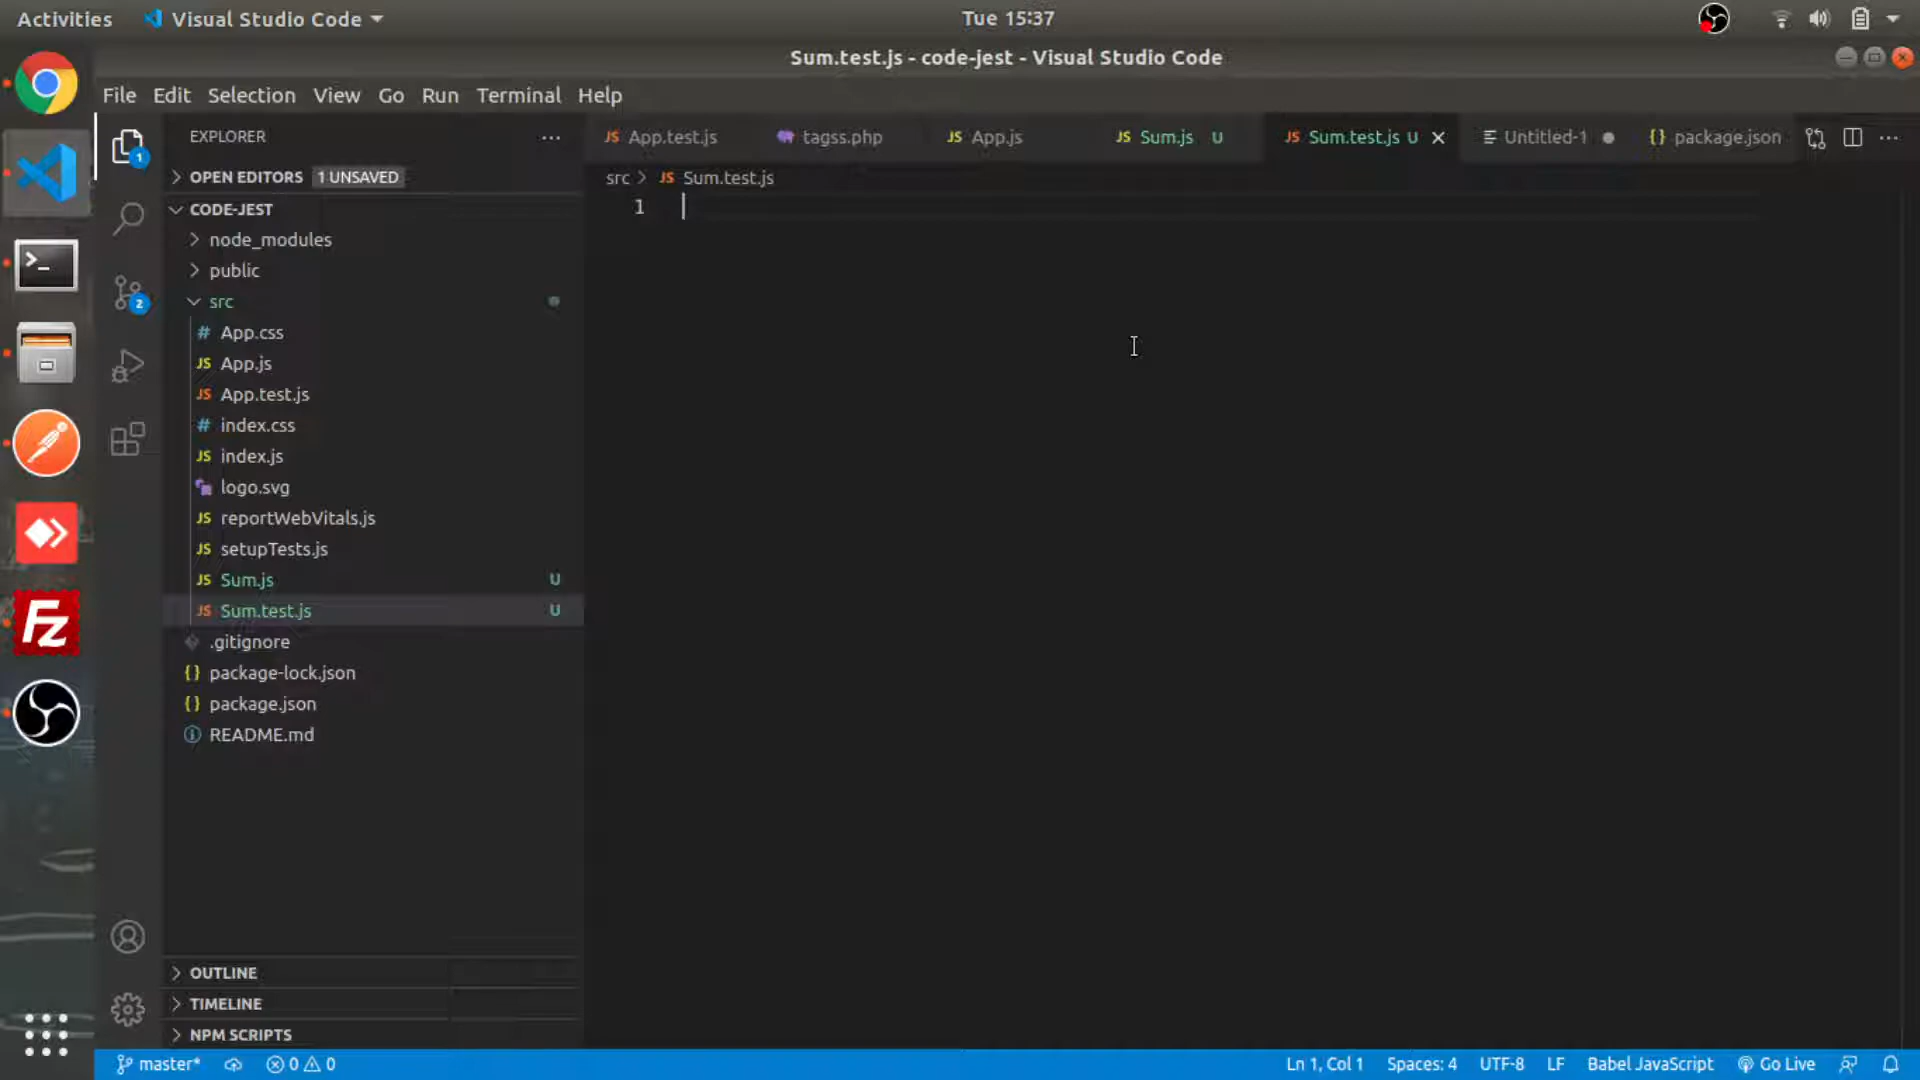 Activities
Visual Studio Code
Tue 15:37
Sum.test.js - code-jest - Visual Studio Code
File Edit Selection View Go Run Terminal Help
EXPLORER
App.test.js
tagss.php
App.js
Sum.js U
Sum.test.js U
Untitled-1
package.json
OPEN EDITORS 1 UNSAVED
src > Sum.test.js
1
CODE-JEST
node_modules
public
src
App.css
App.js
App.test.js
index.css
index.js
logo.svg
reportWebVitals.js
setupTests.js
Sum.js U
Sum.test.js U
.gitignore
package-lock.json
package.json
README.md
OUTLINE
TIMELINE
NPM SCRIPTS
master* 0 0 Ln 1, Col 1 Spaces: 4 UTF-8 LF Babel JavaScript Go Live